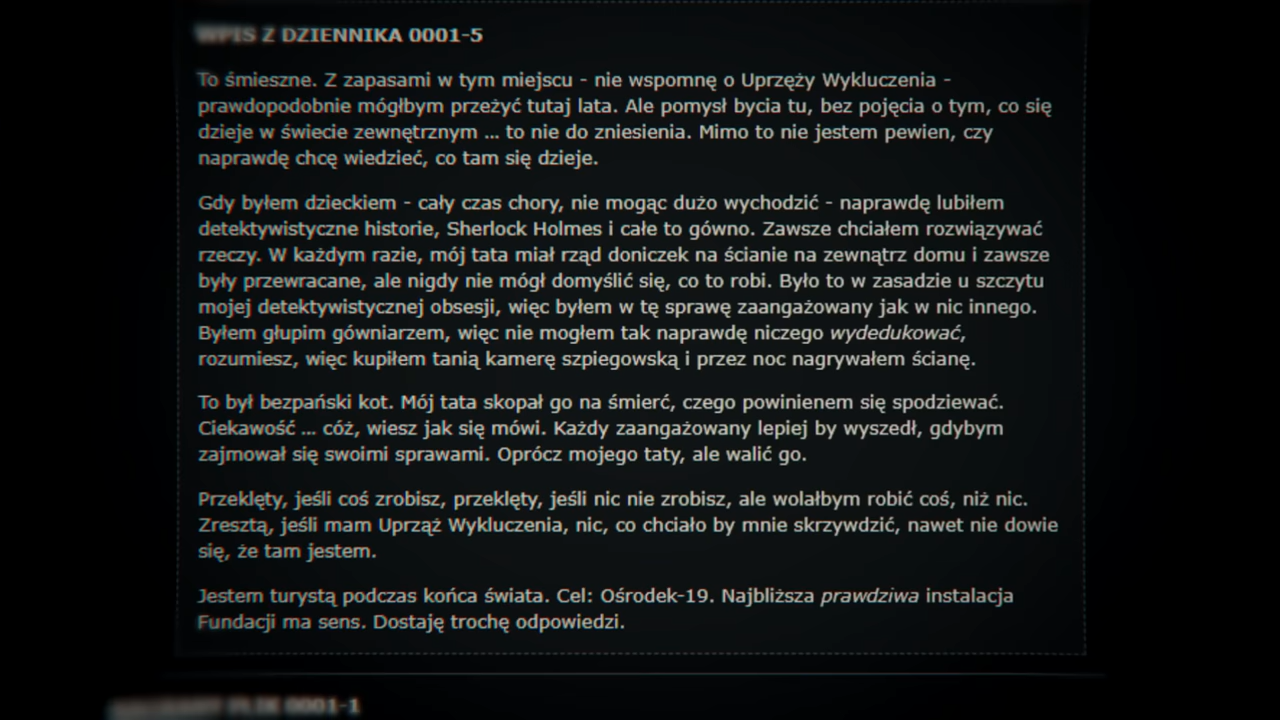 WPIS Z DZIENNIKA 0001-5
To śmieszne. Z zapasami w tym miejscu - nie wspomnę o Uprzęży Wykluczenia -
prawdopodobnie mógłbym przeżyć tutaj lata. Ale pomysł bycia tu, bez pojęcia o tym, co się
dzieje w świecie zewnętrznym ... to nie do zniesienia. Mimo to nie jestem pewien, czy
naprawdę chcę wiedzieć, co tam się dzieje.
Gdy byłem dzieckiem - cały czas chory, nie mogąc dużo wychodzić - naprawdę lubiłem
detektywistyczne historie, Sherlock Holmes i całe to gówno. Zawsze chciałem rozwiązywać
rzeczy. W każdym razie, mój tata miał rząd doniczek na ścianie na zewnątrz domu i zawsze
były przewracane, ale nigdy nie mógł domyślić się, co to robi. Było to w zasadzie u szczytu
mojej detektywistycznej obsesji, więc byłem w tę sprawę zaangażowany jak w nic innego.
Byłem głupim gówniarzem, więc nie mogłem tak naprawdę niczego wydedukować,
rozumiesz, więc kupiłem tanią kamerę szpiegowską i przez noc nagrywałem ścianę.
To był bezpański kot. Mój tata skopał go na śmierć, czego powinienem się spodziewać.
Ciekawość ... cóż, wiesz jak się mówi. Każdy zaangażowany lepiej by wyszedł, gdybym
zajmował się swoimi sprawami. Oprócz mojego taty, ale walić go.
Przeklęty, jeśli coś zrobisz, przeklęty, jeśli nic nie zrobisz, ale wolałbym robić coś, niż nic.
Zresztą, jeśli mam Uprząż Wykluczenia, nic, co chciało by mnie skrzywdzić, nawet nie dowie
się, że tam jestem.
Jestem turystą podczas końca świata. Cel: Ośrodek-19. Najbliższa prawdziwa instalacja
Fundacji ma sens. Dostaję trochę odpowiedzi.
PLIK 0001-1